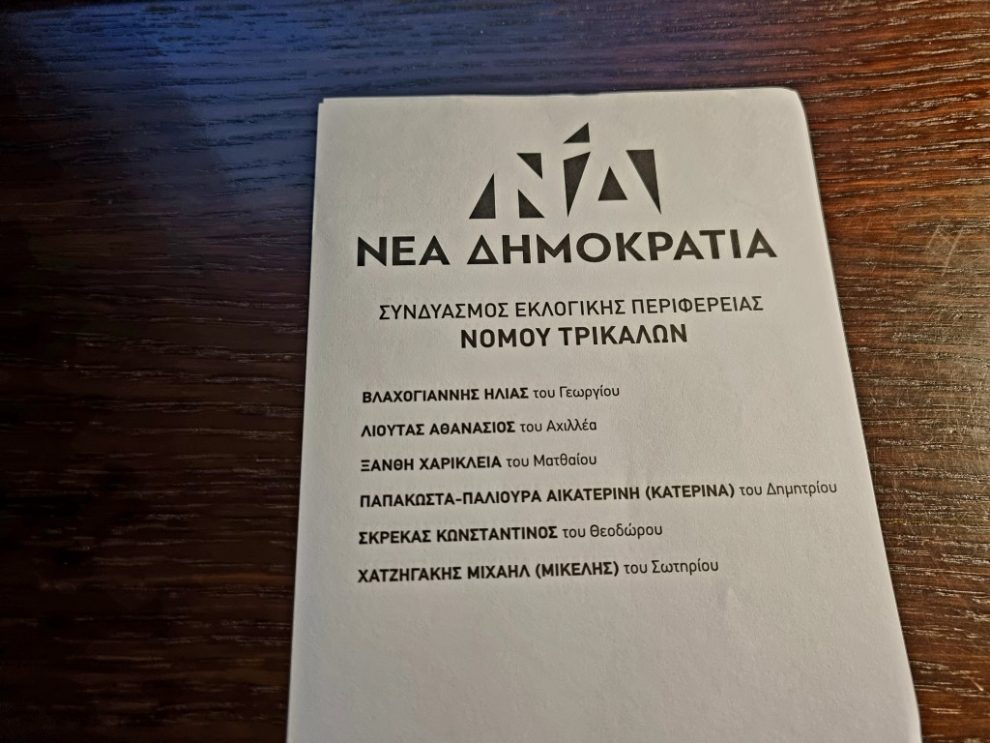 ΝΔ
ΝΕΑ ΔΗΜΟΚΡΑΤΙΑ
ΣΥΝΔΥΑΣΜΟΣ ΕΚΛΟΓΙΚΗΣ ΠΕΡΙΦΕΡΕΙΑΣ
ΝΟΜΟΥ ΤΡΙΚΑΛΩΝ
ΒΛΑΧΟΓΙΑΝΝΗΣ ΗΛΙΑΣ του Γεωργίου
ΛΙΟΥΤΑΣ ΑΘΑΝΑΣΙΟΣ του Αχιλλέα
ΞΑΝΘΗ ΧΑΡΙΚΛΕΙΑ του Ματθαίου
ΠΑΠΑΚΩΣΤΑ-ΠΑΛΙΟΥΡΑ ΑΙΚΑΤΕΡΙΝΗ (ΚΑΤΕΡΙΝΑ) του Δημητρίου
ΣΚΡΕΚΑΣ ΚΩΝΣΤΑΝΤΙΝΟΣ του Θεοδώρου
ΧΑΤΖΗΓΑΚΗΣ ΜΙΧΑΗΛ (ΜΙΚΕΛΗΣ) του Σωτηρίου